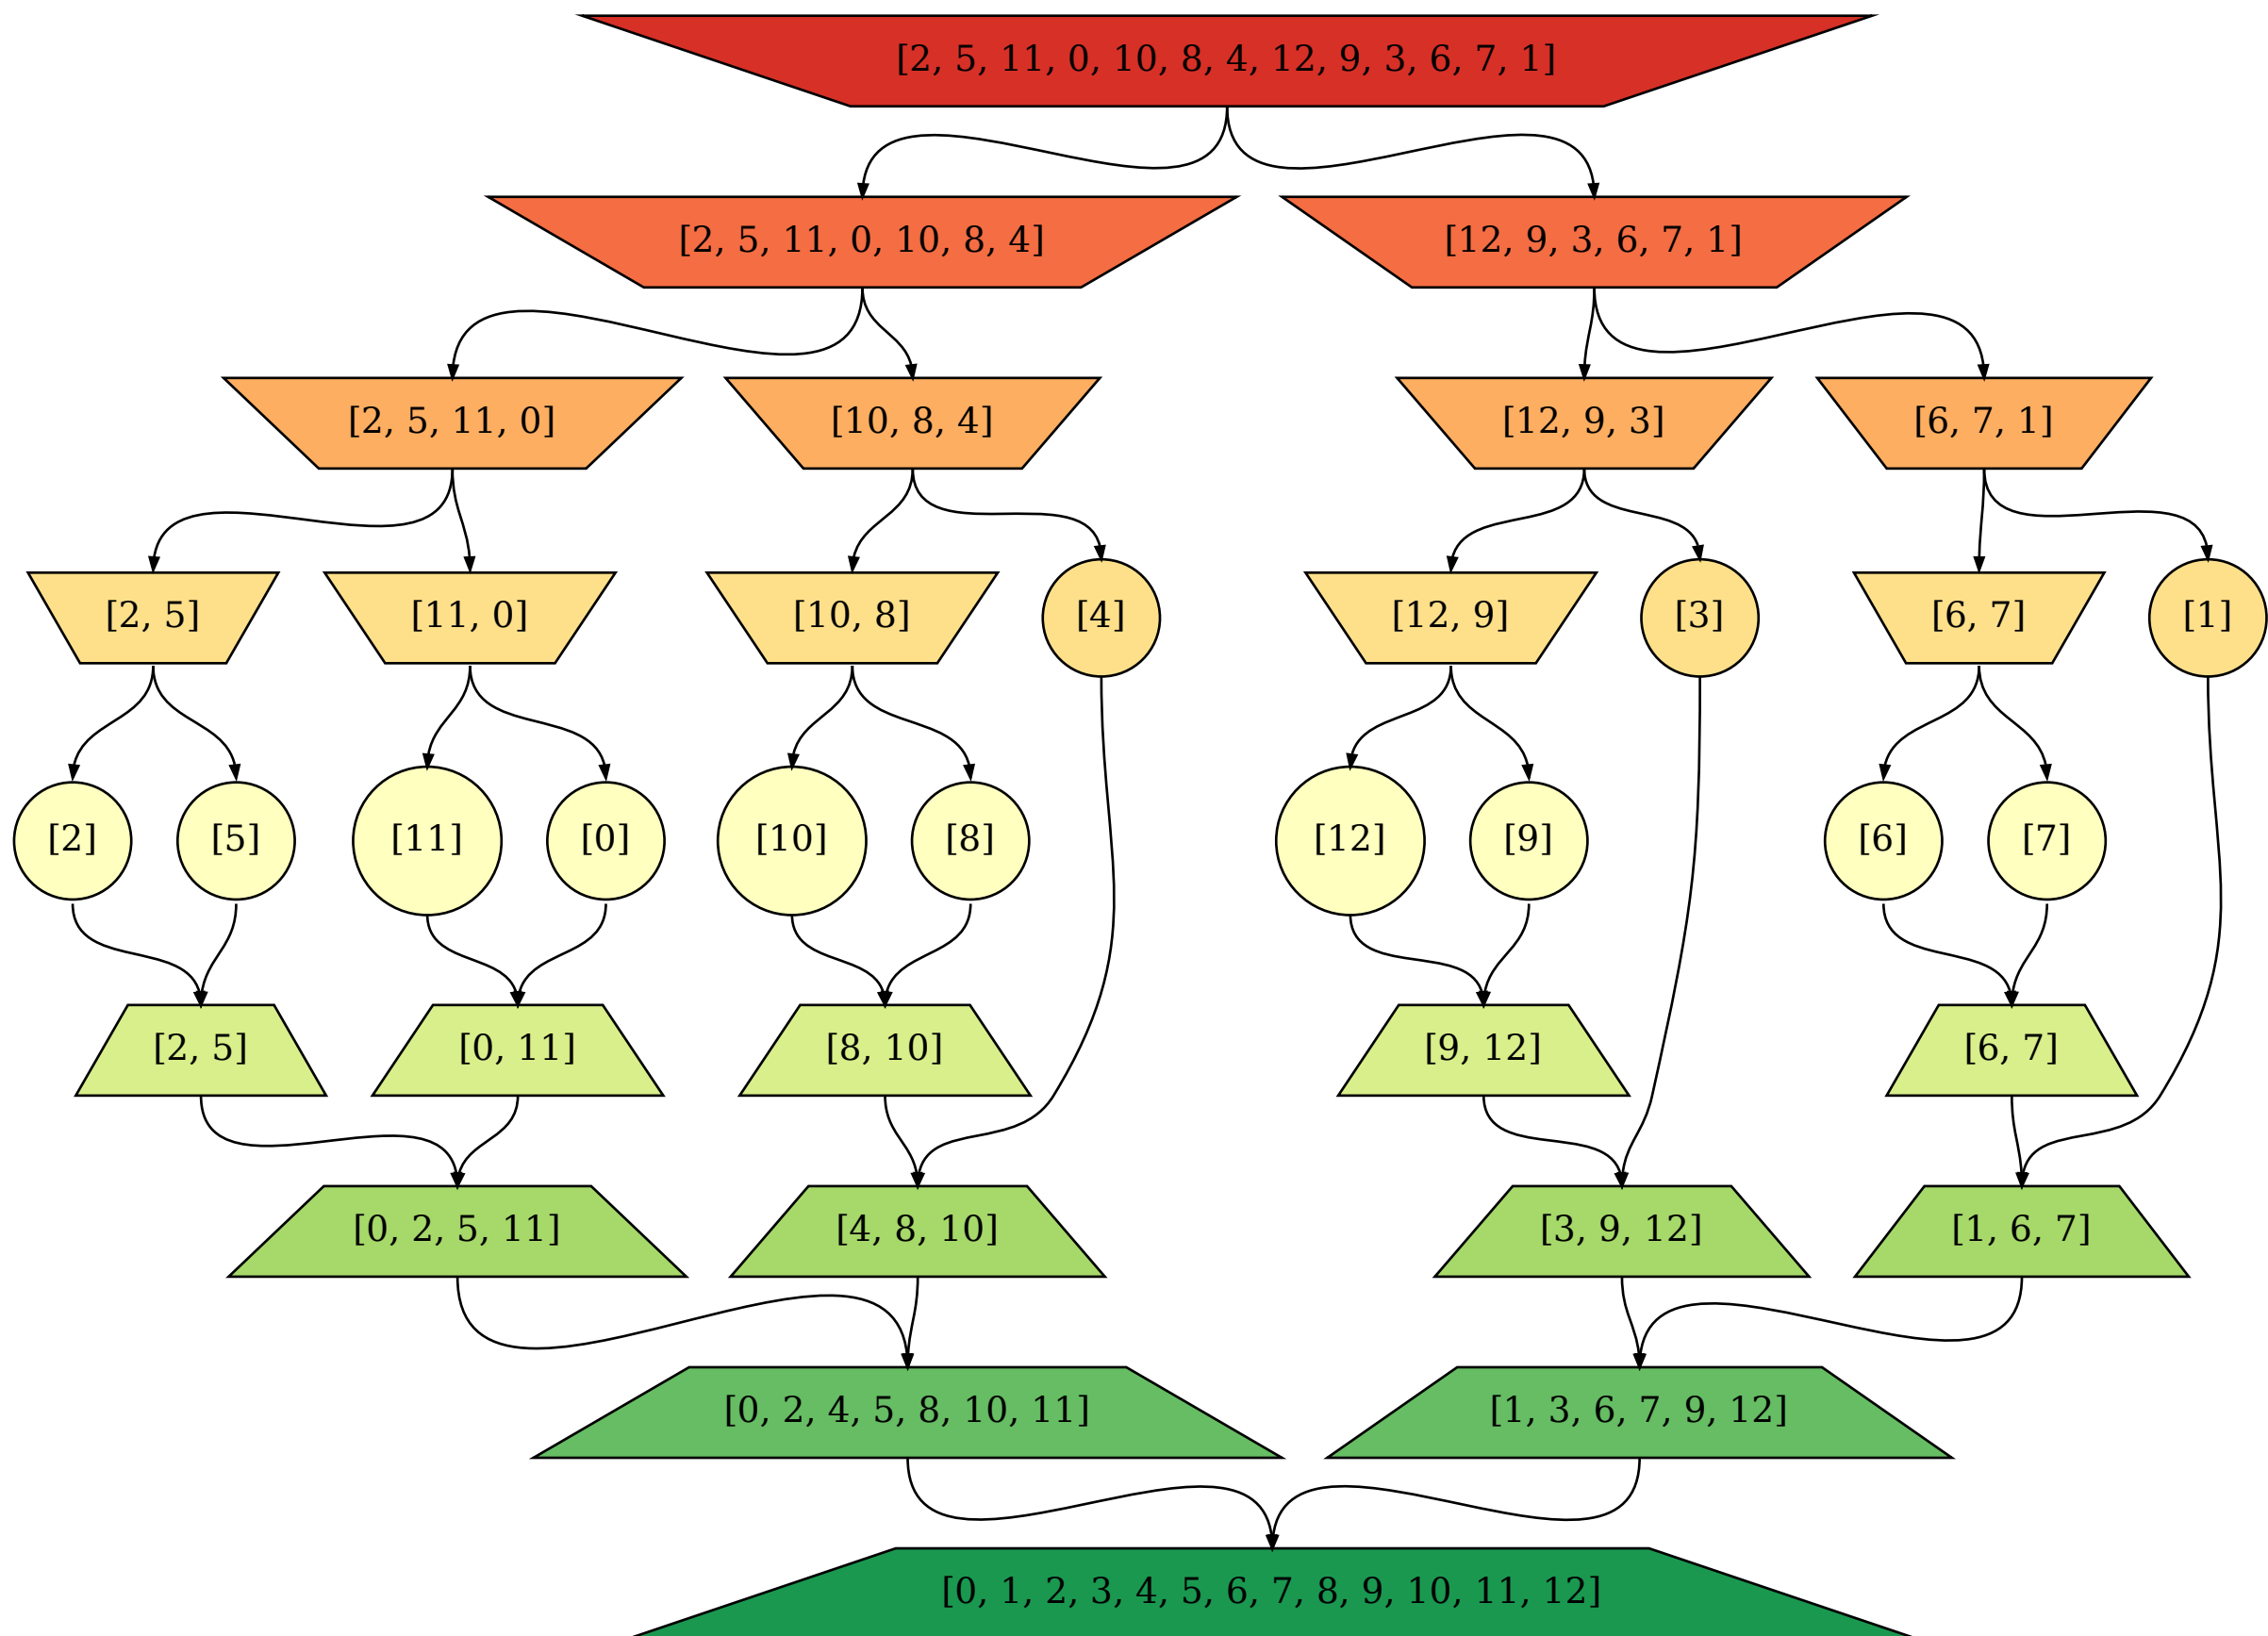 [2, 5, 11, 0, 10, 8, 4, 12, 9, 3, 6, 7, 1]
[2, 5, 11, 0, 10, 8, 4]
[12, 9, 3, 6, 7, 1]
[2, 5, 11, 0]
[10, 8, 4]
[12, 9, 3]
[6, 7, 1]
[2, 5]
[11, 0]
[10, 8]
[4]
[12, 9]
[3]
[6, 7]
[1]
[2]
[5]
[11]
[0]
[10]
[8]
[12]
[9]
[6]
[7]
[2, 5]
[0, 11]
[8, 10]
[9, 12]
[6, 7]
[0, 2, 5, 11]
[4, 8, 10]
[3, 9, 12]
[1, 6, 7]
[0, 2, 4, 5, 8, 10, 11]
[1, 3, 6, 7, 9, 12]
[0, 1, 2, 3, 4, 5, 6, 7, 8, 9, 10, 11, 12]